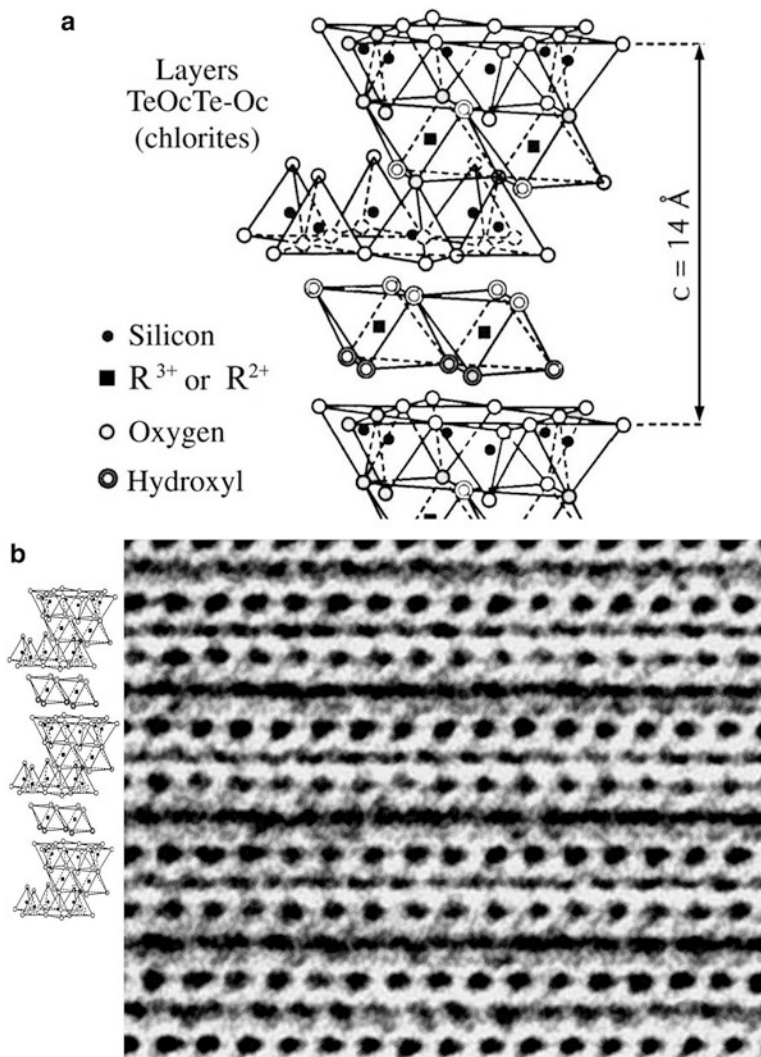 a
Layers
TeOcTe-Oc
(chlorites)
c = 14 Å
Silicon
R 3+ or R 2+
Oxygen
Hydroxyl
b